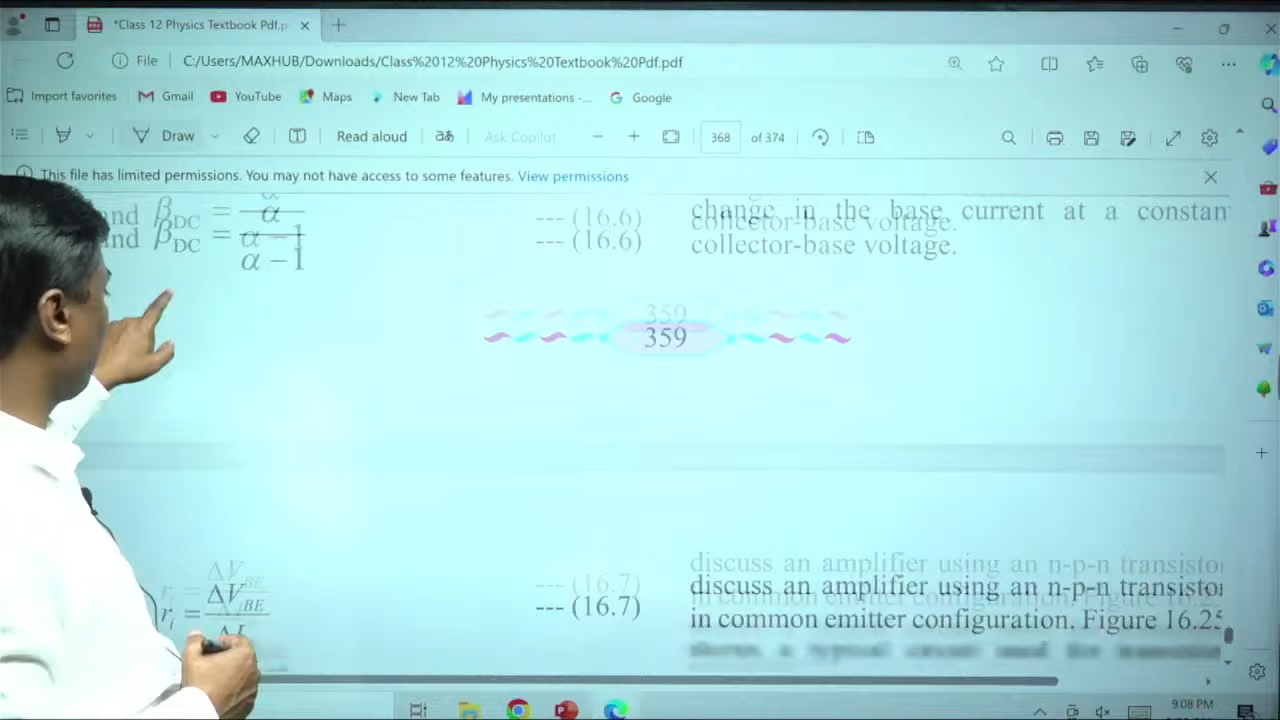 *Class 12 Physics Textbook Pdf.p
File C:/Users/MAXHUB/Downloads/Class%2012%20Physics%20Textbook%20Pdf.pdf
Import favorites Gmail YouTube Maps New Tab My presentations -... Google
Draw Read aloud aあ Ask Copilot 368 of 374
This file has limited permissions. You may not have access to some features. View permissions
and β_DC = α / (α − 1) --- (16.6)
change in the base current at a constan
collector-base voltage.
359
r_i = ΔV_BE --- (16.7)
discuss an amplifier using an n-p-n transistor
in common emitter configuration. Figure 16.25
9:08 PM